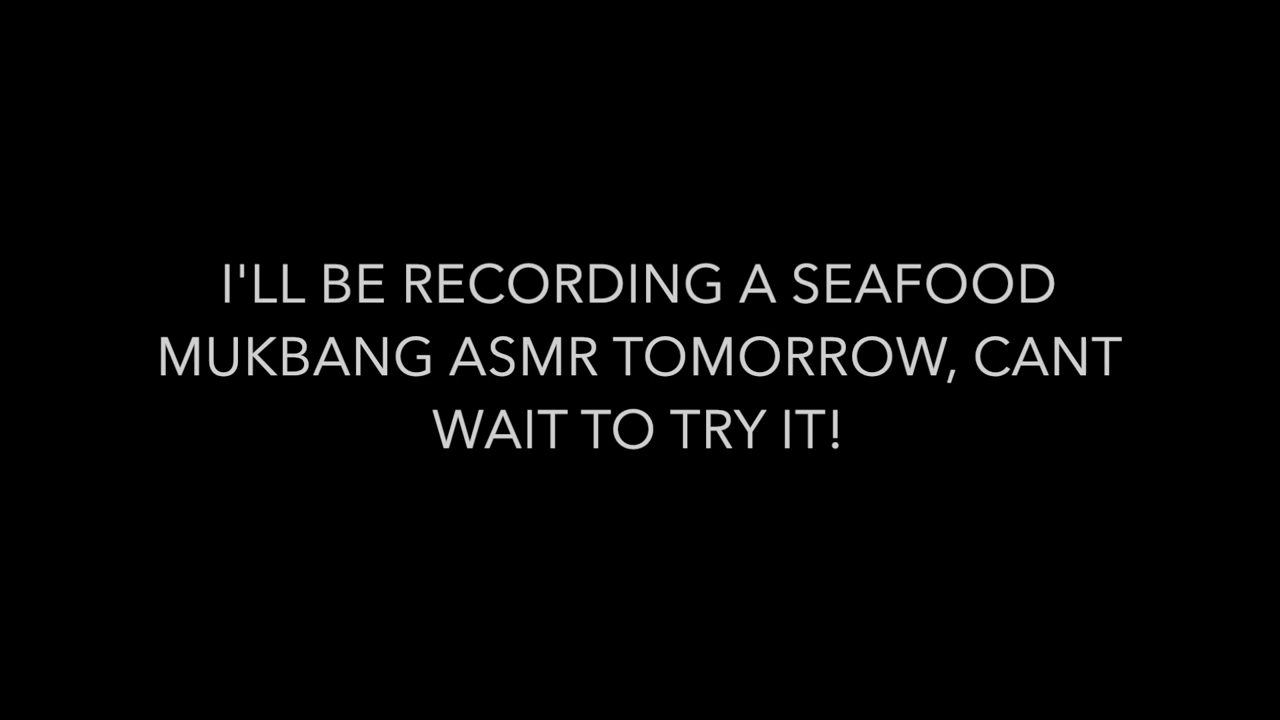 I'LL BE RECORDING A SEAFOOD
MUKBANG ASMR TOMORROW, CANT
WAIT TO TRY IT!